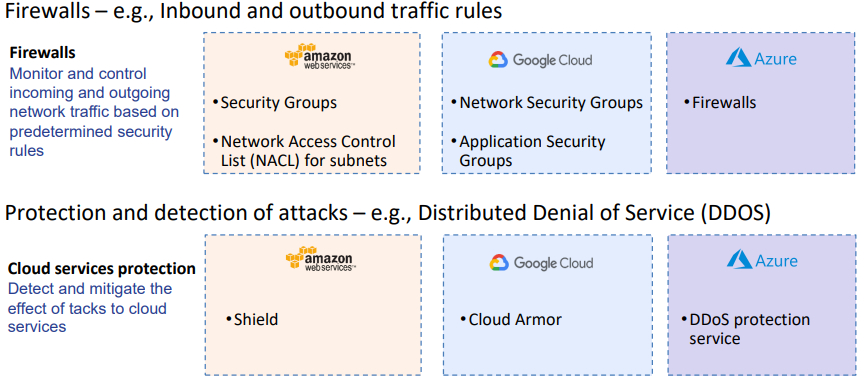 Firewalls – e.g., Inbound and outbound traffic rules
Firewalls
Monitor and control
incoming and outgoing
network traffic based on
predetermined security
rules
amazon
web services™
• Security Groups
• Network Access Control
List (NACL) for subnets
Google Cloud
• Network Security Groups
• Application Security
Groups
Azure
• Firewalls
Protection and detection of attacks – e.g., Distributed Denial of Service (DDOS)
Cloud services protection
Detect and mitigate the
effect of tacks to cloud
services
amazon
web services™
• Shield
Google Cloud
• Cloud Armor
Azure
• DDoS protection
service